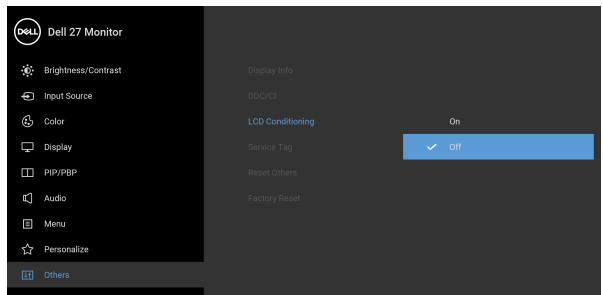 DELL Dell 27 Monitor
Brightness/Contrast
Display Info
Input Source
DDC/CI
Color
LCD Conditioning
On
Display
Service Tag
Off
PIP/PBP
Reset Others
Audio
Factory Reset
Menu
Personalize
Others